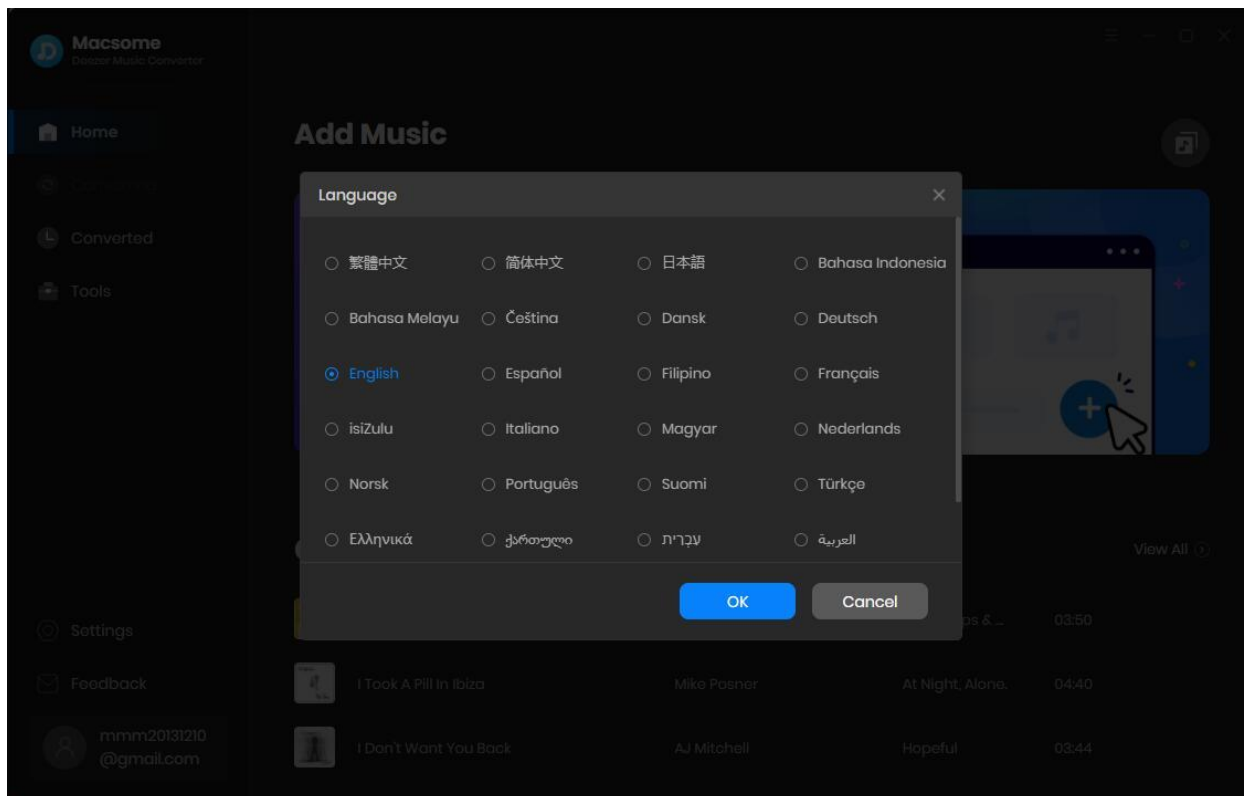 Macsome
Deezer Music Converter
Home
Add Music
Converting
Language
繁體中文 简体中文 日本語 Bahasa Indonesia
Converted
Tools
Bahasa Melayu Čeština Dansk Deutsch
English Español Filipino Français
isiZulu Italiano Magyar Nederlands
Norsk Português Suomi Türkçe
Ελληνικά ქართული עִברִית العربية
View All
OK Cancel
Settings
03:50
Feedback
I Took A Pill In Ibiza Mike Posner At Night, Alone. 04:40
mmm20131210
@gmail.com
I Don't Want You Back AJ Mitchell Hopeful 03:44